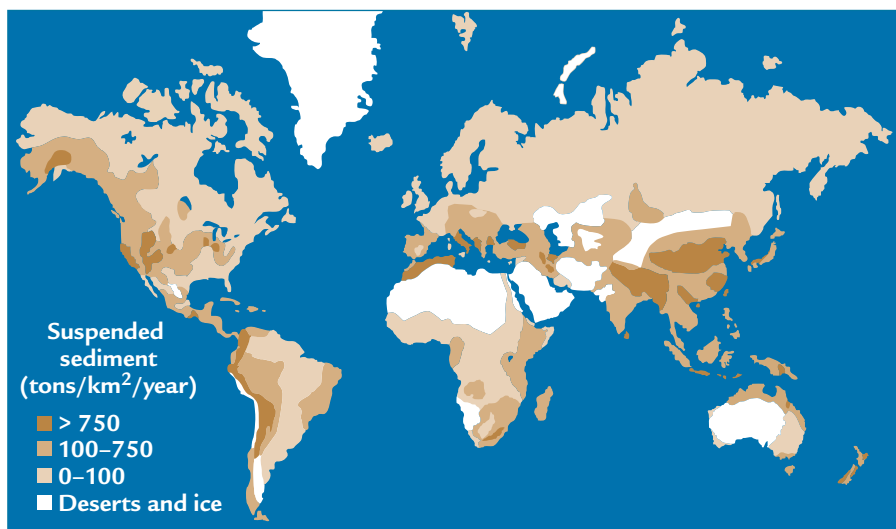 Suspended
sediment
(tons/km²/year)
> 750
100–750
0–100
Deserts and ice